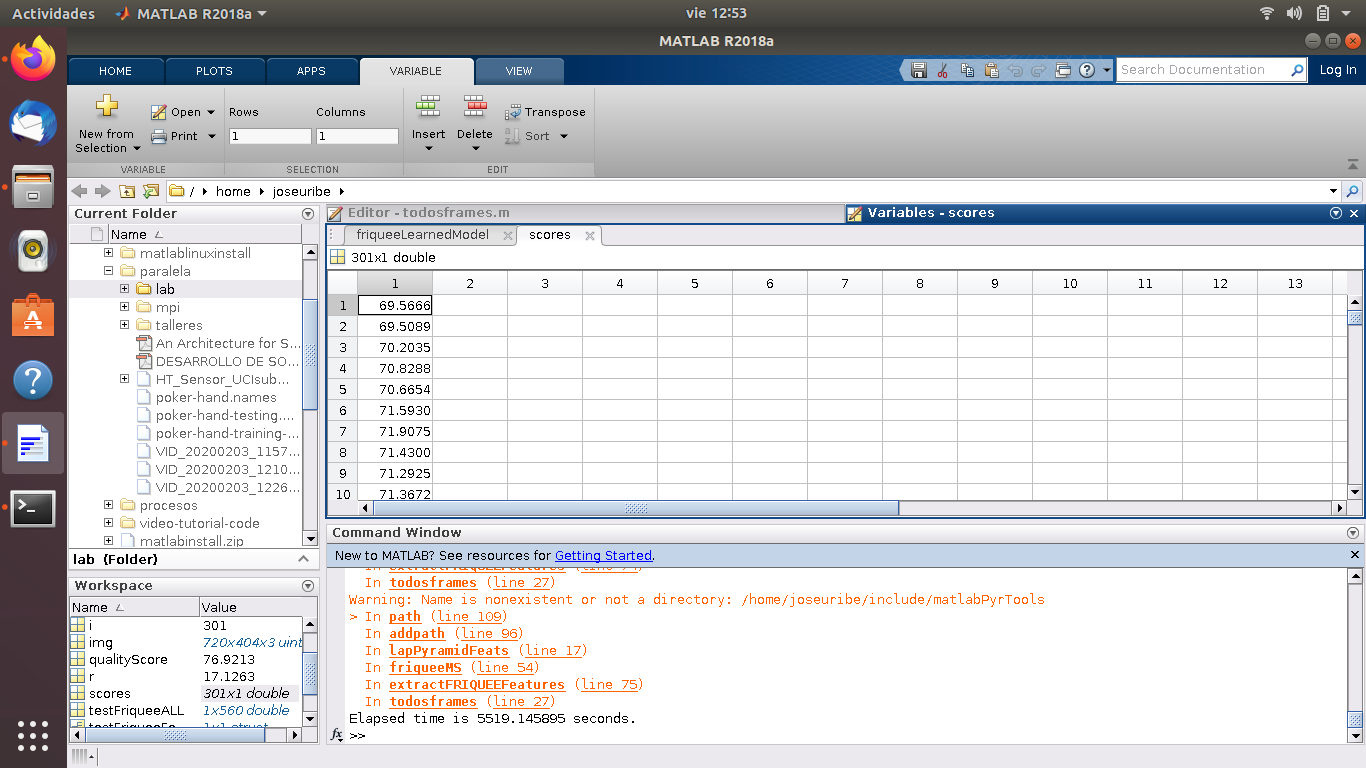 Actividades MATLAB R2018a vie 12:53
MATLAB R2018a
HOME PLOTS APPS VARIABLE VIEW Search Documentation Log In
New from Selection
Open
Print
Rows Columns
1 1
Insert Delete
Transpose
Sort
VARIABLE SELECTION EDIT
/ home joseuribe
Current Folder
Name
matlablinuxinstall
paralela
lab
mpi
talleres
An Architecture for S...
DESARROLLO DE SO...
HT_Sensor_UCIsub...
poker-hand.names
poker-hand-testing....
poker-hand-training-...
VID_20200203_1157...
VID_20200203_1210...
VID_20200203_1226...
procesos
video-tutorial-code
matlabinstall.zip
lab (Folder)
Workspace
Name Value
i 301
img 720x404x3 uint
qualityScore 76.9213
r 17.1263
scores 301x1 double
testFriqueeALL 1x560 double
Editor - todosframes.m Variables - scores
friqueeLearnedModel scores
301x1 double
1 2 3 4 5 6 7 8 9 10 11 12 13
1 69.5666
2 69.5089
3 70.2035
4 70.8288
5 70.6654
6 71.5930
7 71.9075
8 71.4300
9 71.2925
10 71.3672
Command Window
New to MATLAB? See resources for Getting Started.
In todosframes (line 27)
Warning: Name is nonexistent or not a directory: /home/joseuribe/include/matlabPyrTools
> In path (line 109)
In addpath (line 96)
In lapPyramidFeats (line 17)
In friqueeMS (line 54)
In extractFRIQUEEFeatures (line 75)
In todosframes (line 27)
Elapsed time is 5519.145895 seconds.
fx >>